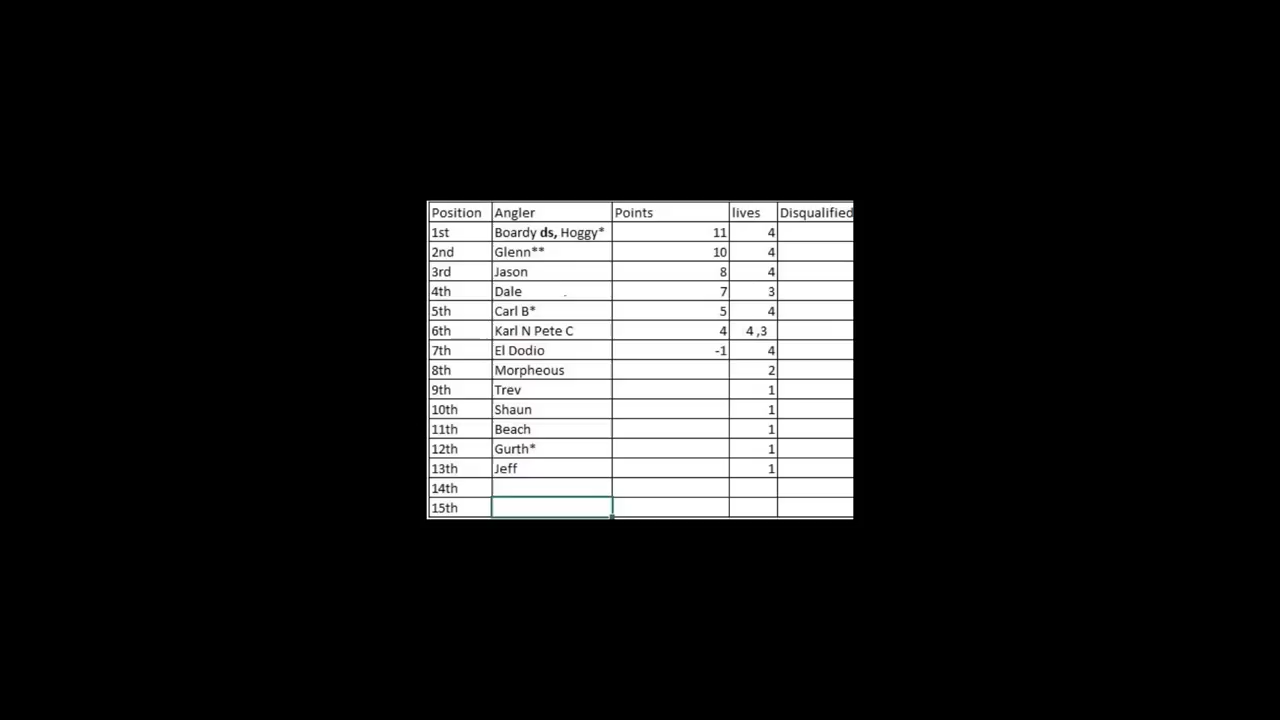 Position Angler Points lives Disqualified
1st Boardy ds, Hoggy* 11 4
2nd Glenn** 10 4
3rd Jason 8 4
4th Dale . 7 3
5th Carl B* 5 4
6th Karl N Pete C 4 4 ,3
7th El Dodio -1 4
8th Morpheous 2
9th Trev 1
10th Shaun 1
11th Beach 1
12th Gurth* 1
13th Jeff 1
14th
15th